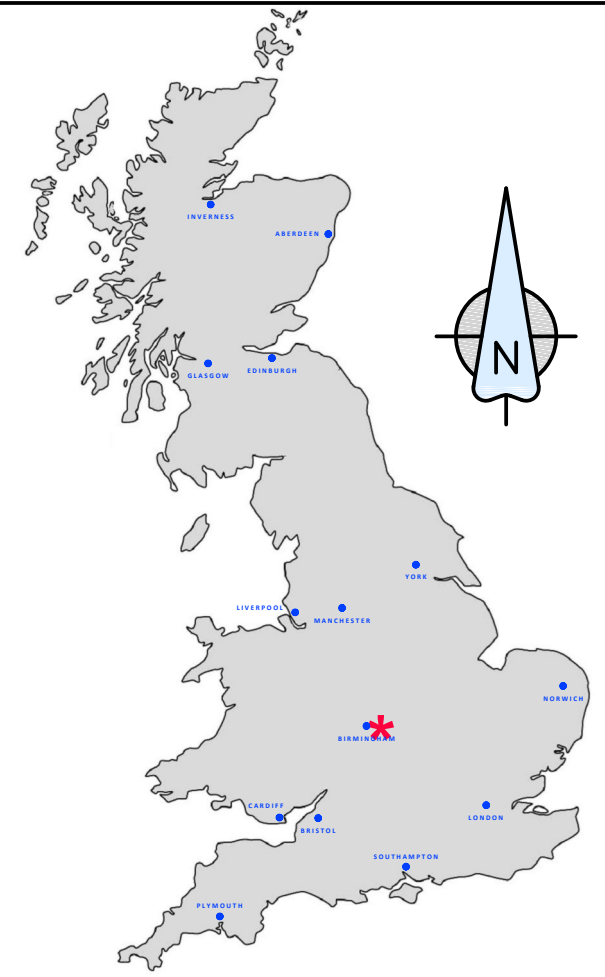 INVERNESS
ABERDEEN
N
EDINBURGH
GLASGOW
YORK
LIVERPOOL
MANCHESTER
NORWICH
*
BIRMINGHAM
CARDIFF
LONDON
BRISTOL
SOUTHAMPTON
PLYMOUTH